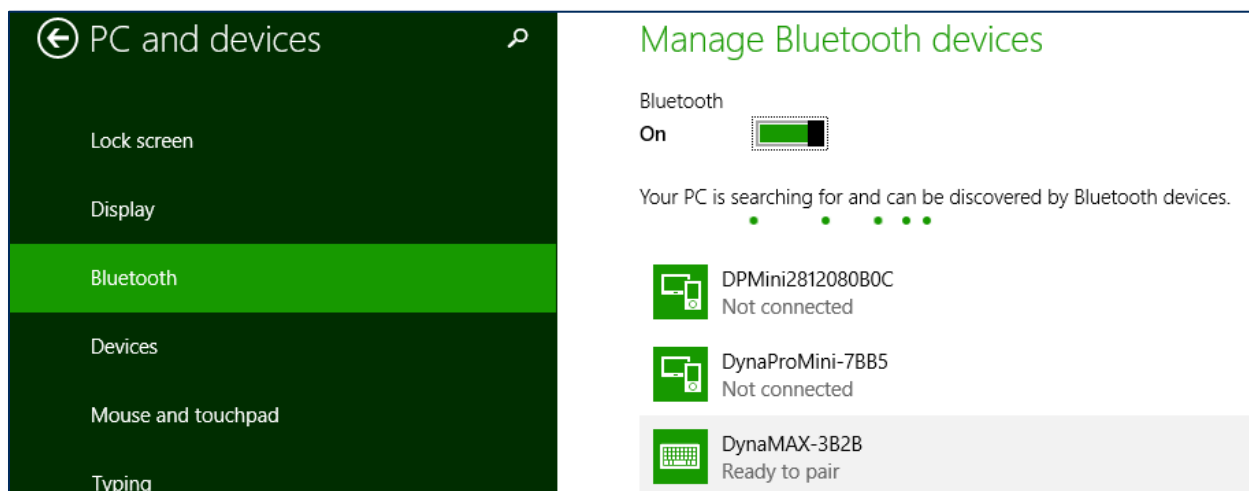 PC and devices
Lock screen
Display
Bluetooth
Devices
Mouse and touchpad
Typing
Manage Bluetooth devices
Bluetooth
On
Your PC is searching for and can be discovered by Bluetooth devices.
DPMini2812080B0C
Not connected
DynaProMini-7BB5
Not connected
DynaMAX-3B2B
Ready to pair